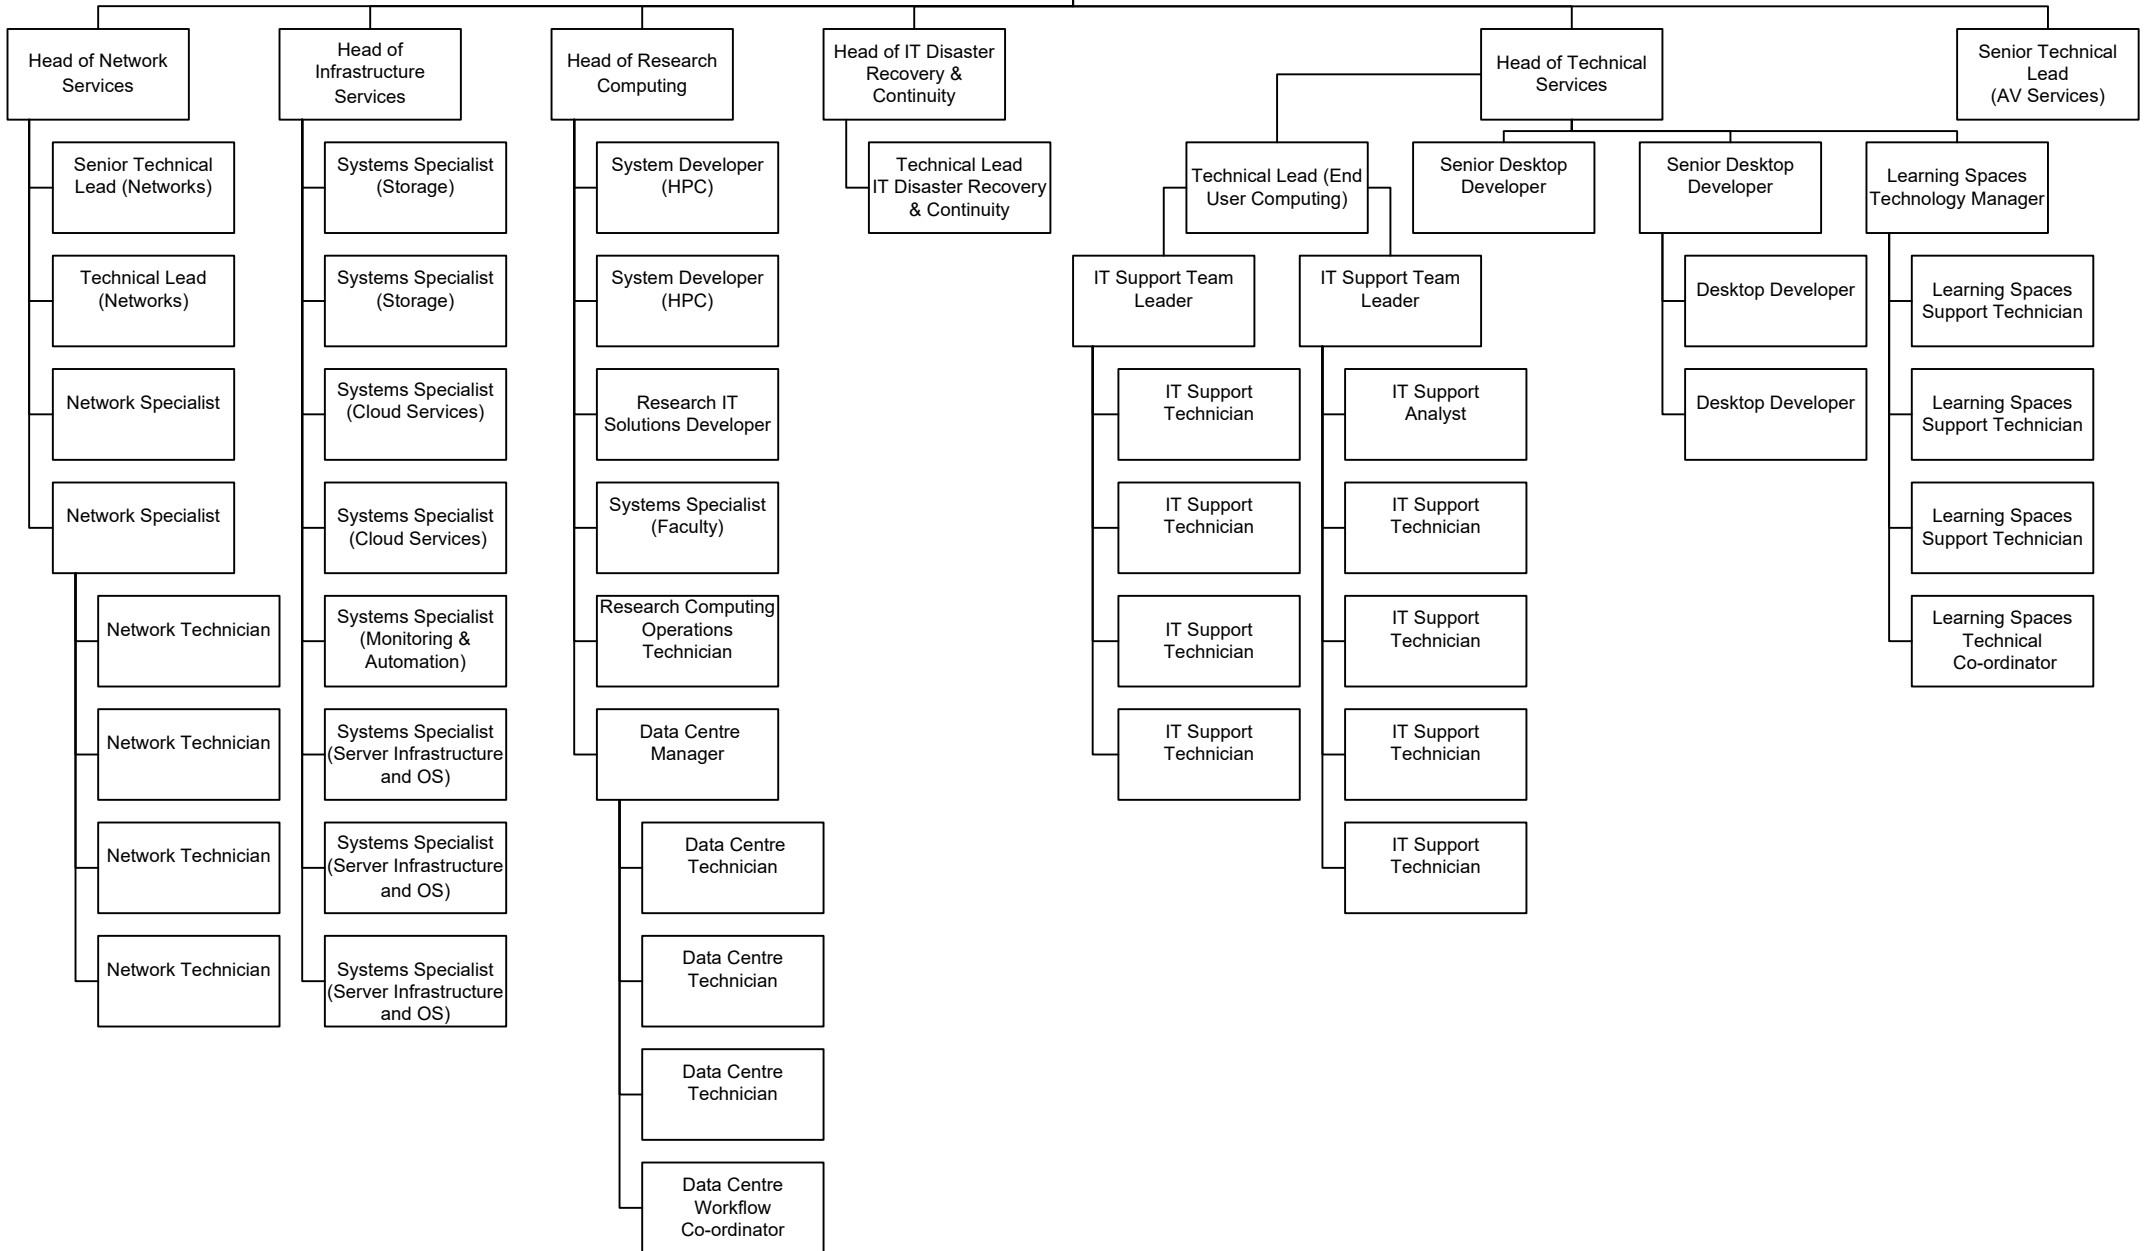 Head of Network
Services
Head of
Infrastructure
Services
Head of Research
Computing
Head of IT Disaster
Recovery &
Continuity
Head of Technical
Services
Senior Technical
Lead
(AV Services)
Senior Technical
Lead (Networks)
Technical Lead
(Networks)
Network Specialist
Network Specialist
Network Technician
Network Technician
Network Technician
Network Technician
Systems Specialist
(Storage)
Systems Specialist
(Storage)
Systems Specialist
(Cloud Services)
Systems Specialist
(Cloud Services)
Systems Specialist
(Monitoring &
Automation)
Systems Specialist
(Server Infrastructure
and OS)
Systems Specialist
(Server Infrastructure
and OS)
Systems Specialist
(Server Infrastructure
and OS)
System Developer
(HPC)
System Developer
(HPC)
Research IT
Solutions Developer
Systems Specialist
(Faculty)
Research Computing
Operations
Technician
Data Centre
Manager
Data Centre
Technician
Data Centre
Technician
Data Centre
Technician
Data Centre
Workflow
Co-ordinator
Technical Lead
IT Disaster Recovery
& Continuity
Technical Lead (End
User Computing)
IT Support Team
Leader
IT Support
Technician
IT Support
Technician
IT Support
Technician
IT Support
Technician
IT Support Team
Leader
IT Support
Analyst
IT Support
Technician
IT Support
Technician
IT Support
Technician
IT Support
Technician
Senior Desktop
Developer
Senior Desktop
Developer
Desktop Developer
Desktop Developer
Learning Spaces
Technology Manager
Learning Spaces
Support Technician
Learning Spaces
Support Technician
Learning Spaces
Support Technician
Learning Spaces
Technical
Co-ordinator